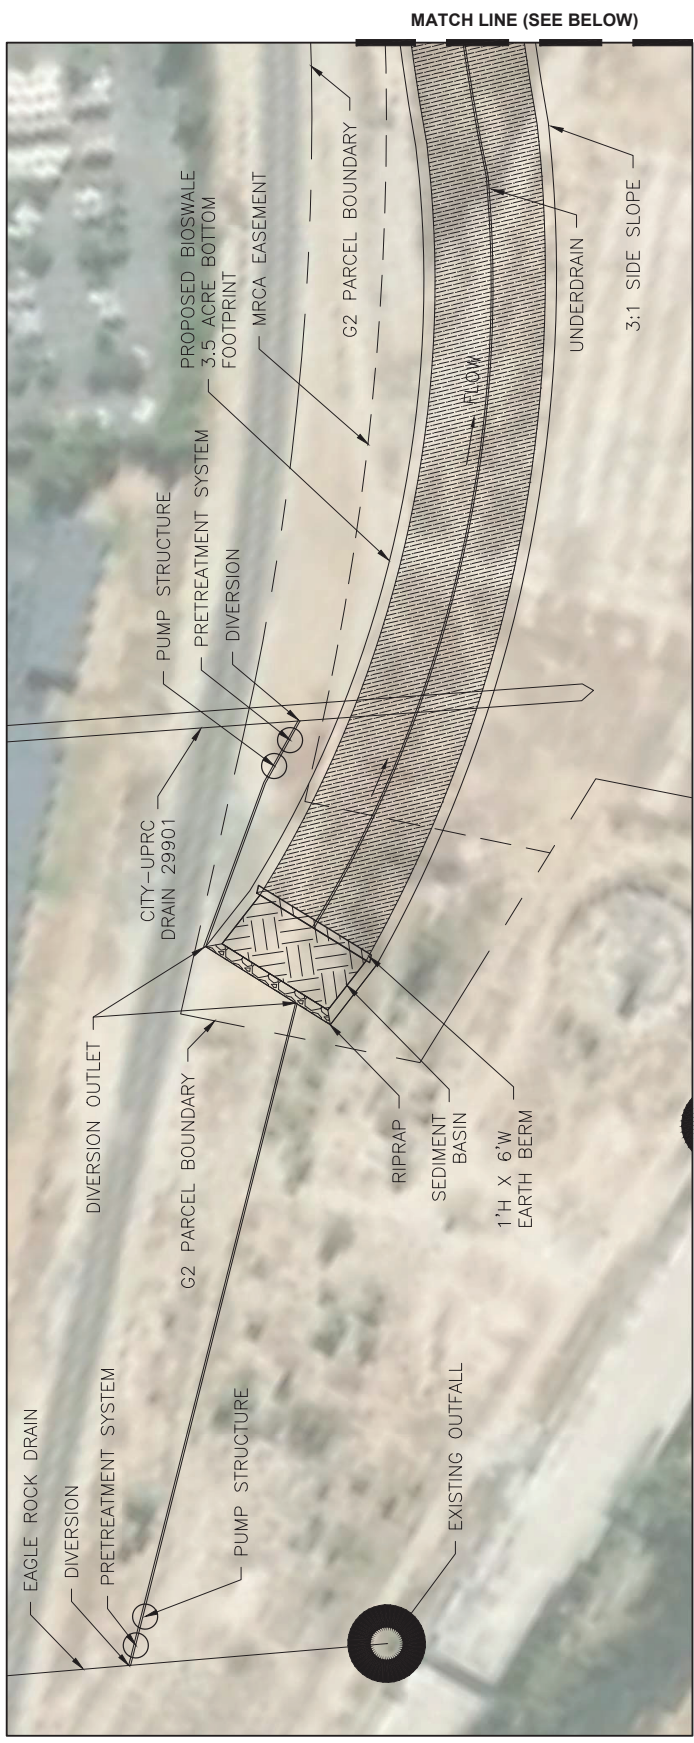 MATCH LINE (SEE BELOW)
G2 PARCEL BOUNDARY
3:1 SIDE SLOPE
UNDERDRAIN
PROPOSED BIOSWALE
3.5 ACRE BOTTOM
FOOTPRINT
MRCA EASEMENT
FLOW
PUMP STRUCTURE
PRETREATMENT SYSTEM
DIVERSION
CITY-UPRC
DRAIN 29901
DIVERSION OUTLET
G2 PARCEL BOUNDARY
RIPRAP
SEDIMENT
BASIN
1'H X 6'W
EARTH BERM
EAGLE ROCK DRAIN
DIVERSION
PRETREATMENT SYSTEM
PUMP STRUCTURE
EXISTING OUTFALL